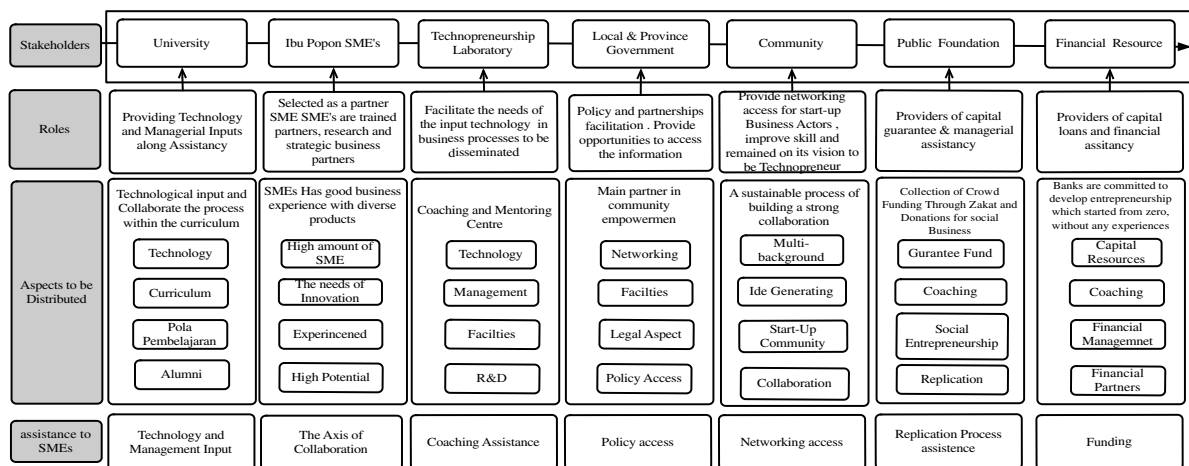 Stakeholders
University
Ibu Popon SME's
Technopreneurship
Laboratory
Local & Province
Government
Community
Public Foundation
Financial Resource
Roles
Providing Technology
and Managerial Inputs
along Assistancy
Selected as a partner
SME SME's are trained
partners, research and
strategic business
partners
Facilitate the needs of
the input technology in
business processes to be
disseminated
Policy and partnerships
facilitation . Provide
opportunities to access
the information
Provide networking
access for start-up
Business Actors ,
improve skill and
remained on its vision to
be Technopreneur
Providers of capital
guarantee & managerial
assistancy
Providers of capital
loans and financial
assitancy
Aspects to be
Distributed
Technological input and
Collaborate the process
within the curriculum
Technology
Curriculum
Pola
Pembelajaran
Alumni
SMEs Has good business
experience with diverse
products
High amount of
SME
The needs of
Innovation
Experincened
High Potential
Coaching and Mentoring
Centre
Technology
Management
Facilties
R&D
Main partner in
community
empowermen
Networking
Facilties
Legal Aspect
Policy Access
A sustainable process of
building a strong
collaboration
Multi-
background
Ide Generating
Start-Up
Community
Collaboration
Collection of Crowd
Funding Through Zakat and
Donations for social
Business
Gurantee Fund
Coaching
Social
Entrepreneurship
Replication
Banks are committed to
develop entrepreneurship
which started from zero,
without any experiences
Capital
Resources
Coaching
Financial
Managemnet
Financial
Partners
assistance to
SMEs
Technology and
Management Input
The Axis of
Collaboration
Coaching Assistance
Policy access
Networking access
Replication Process
assistence
Funding